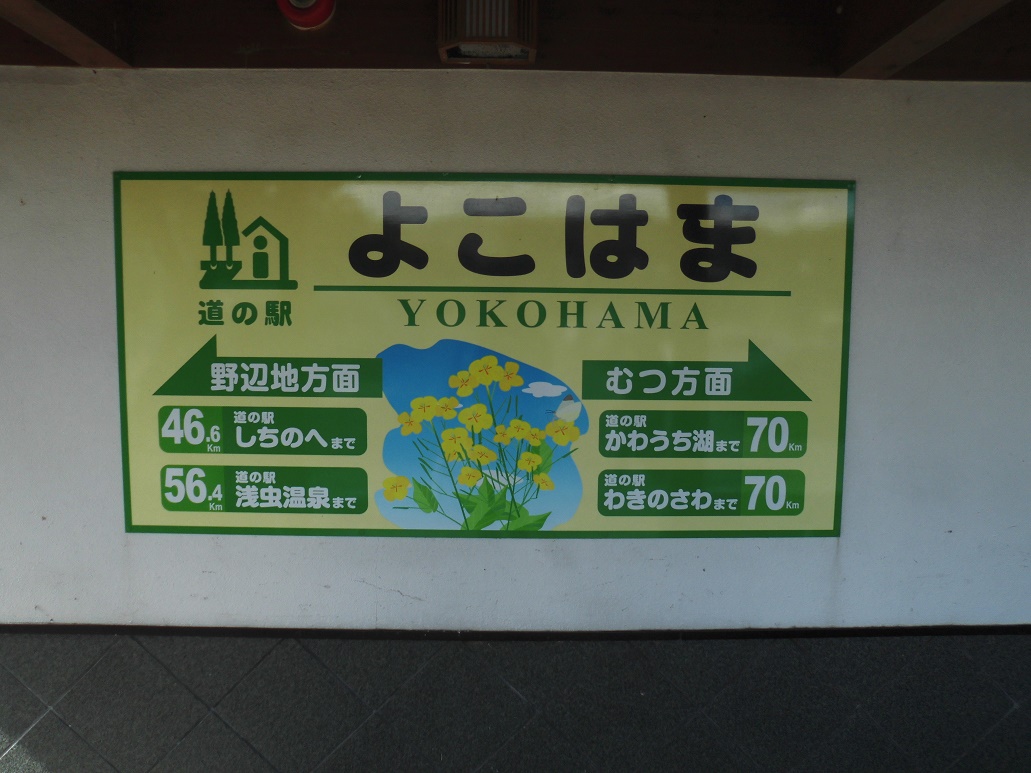 よこはま
道の駅
YOKOHAMA
野辺地方面
46.6Km 道の駅 しちのへまで
56.4Km 道の駅 浅虫温泉まで
むつ方面
道の駅 かわうち湖まで 70Km
道の駅 わきのさわまで 70Km